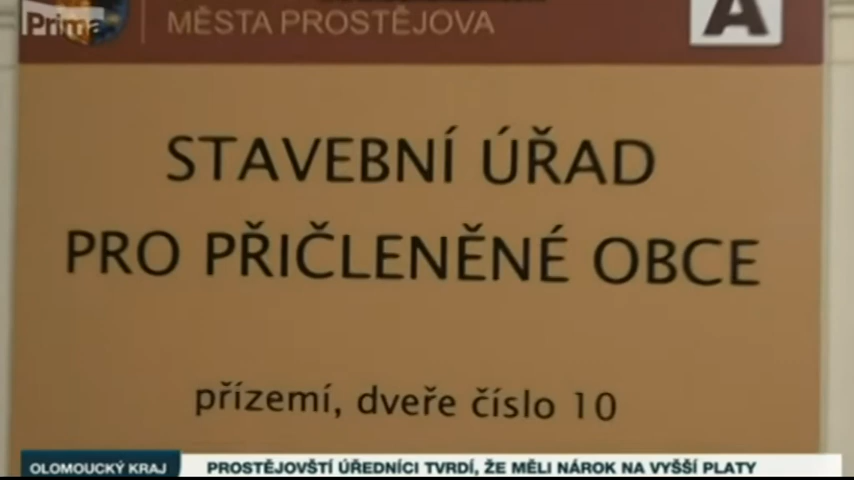 Prima
MĚSTA PROSTĚJOVA
A
STAVEBNÍ ÚŘAD
PRO PŘIČLENĚNÉ OBCE
přízemí, dveře číslo 10
OLOMOUCKÝ KRAJ
PROSTĚJOVŠTÍ ÚŘEDNÍCI TVRDÍ, ŽE MĚLI NÁROK NA VYŠŠÍ PLATY